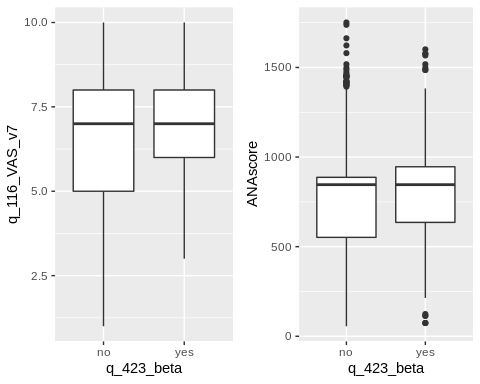 q_116_VAS_v7
10.0
7.5
5.0
2.5
no
yes
q_423_beta
ANAscore
1500
1000
500
0
no
yes
q_423_beta